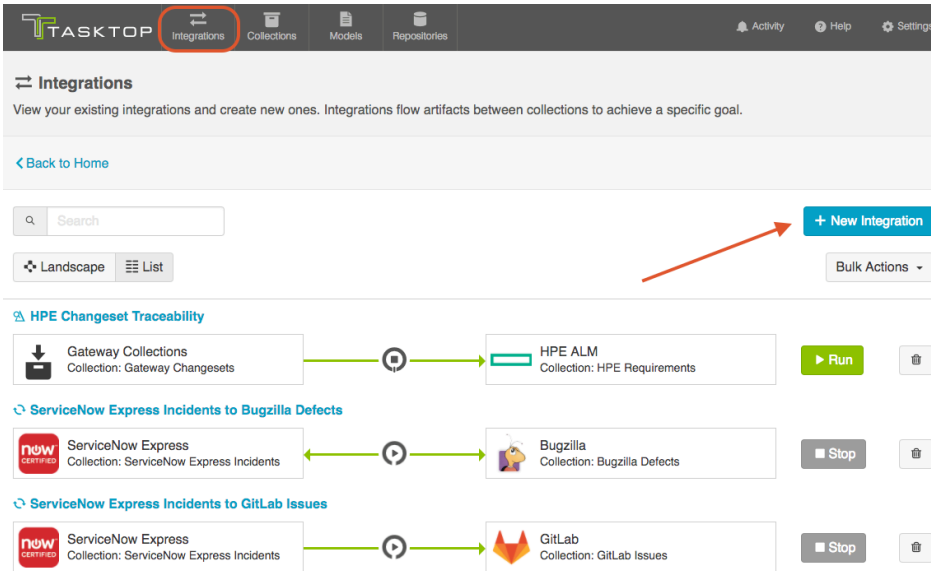 TASKTOP
Integrations
Collections
Models
Repositories
Activity
Help
Settings
Integrations
View your existing integrations and create new ones. Integrations flow artifacts between collections to achieve a specific goal.
Back to Home
Search
+ New Integration
Landscape
List
Bulk Actions
HPE Changeset Traceability
Gateway Collections
Collection: Gateway Changesets
HPE ALM
Collection: HPE Requirements
Run
ServiceNow Express Incidents to Bugzilla Defects
now
CERTIFIED
ServiceNow Express
Collection: ServiceNow Express Incidents
Bugzilla
Collection: Bugzilla Defects
Stop
ServiceNow Express Incidents to GitLab Issues
now
CERTIFIED
ServiceNow Express
Collection: ServiceNow Express Incidents
GitLab
Collection: GitLab Issues
Stop